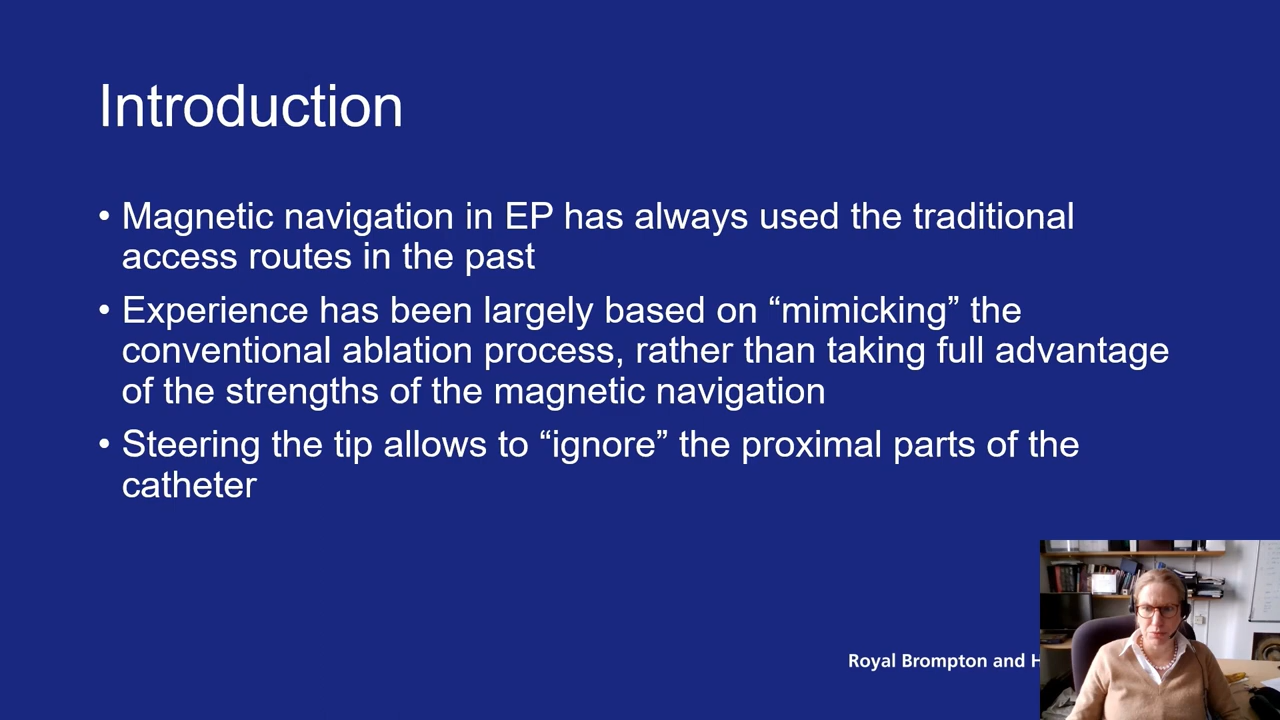 Introduction
• Magnetic navigation in EP has always used the traditional
access routes in the past
• Experience has been largely based on “mimicking” the
conventional ablation process, rather than taking full advantage
of the strengths of the magnetic navigation
• Steering the tip allows to “ignore” the proximal parts of the
catheter
Royal Brompton and H